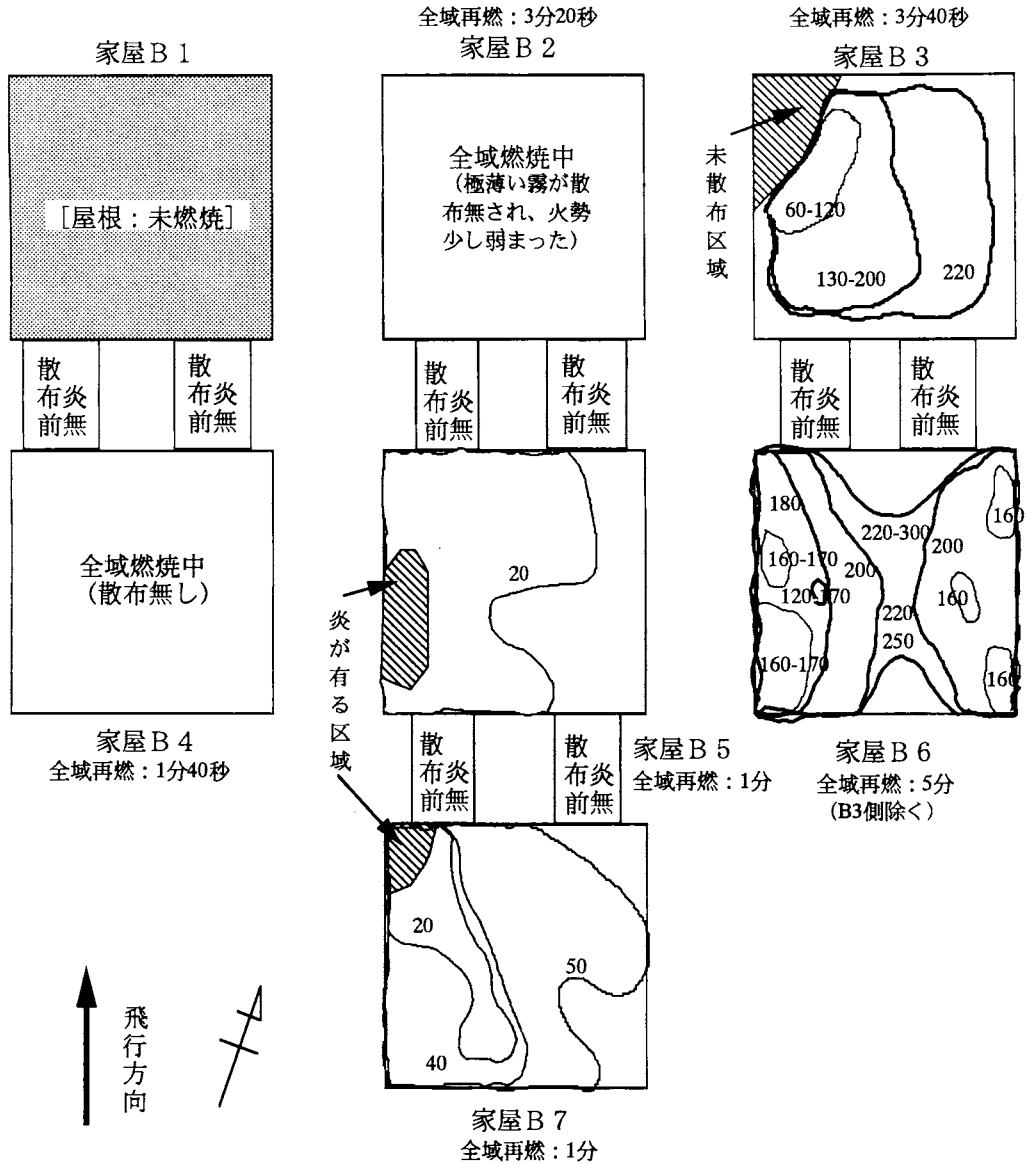 家屋B1
全域再燃：3分20秒
家屋B2
全域再燃：3分40秒
家屋B3
[屋根：未燃焼]
全域燃焼中
（極薄い霧が散
布無され、火勢
少し弱まった）
未散布区域
60-120
130-200
220
散布前
炎無
散布前
炎無
散布前
炎無
散布前
炎無
散布前
炎無
散布前
炎無
全域燃焼中
（散布無し）
家屋B4
全域再燃：1分40秒
炎が有る区域
20
家屋B5
全域再燃：1分
180
160-170
120-170
160-170
200
220-300
220
250
200
160
160
160
家屋B6
全域再燃：5分
（B3側除く）
散布前
炎無
散布前
炎無
20
40
50
家屋B7
全域再燃：1分
飛行方向